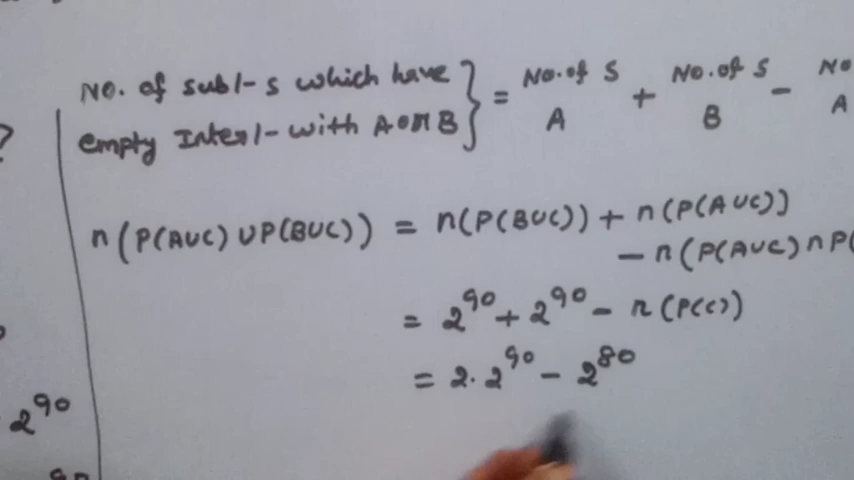 ?
No. of subl-s which have } = No. of S + No. of S - No
empty Interl- with A or B A B A
n(P(AUC) UP(BUC)) = n(P(BUC)) + n(P(AUC))
- n(P(AUC) ∩ P(
= 2^90 + 2^90 - n(P(C))
= 2. 2^90 - 2^80
2^90